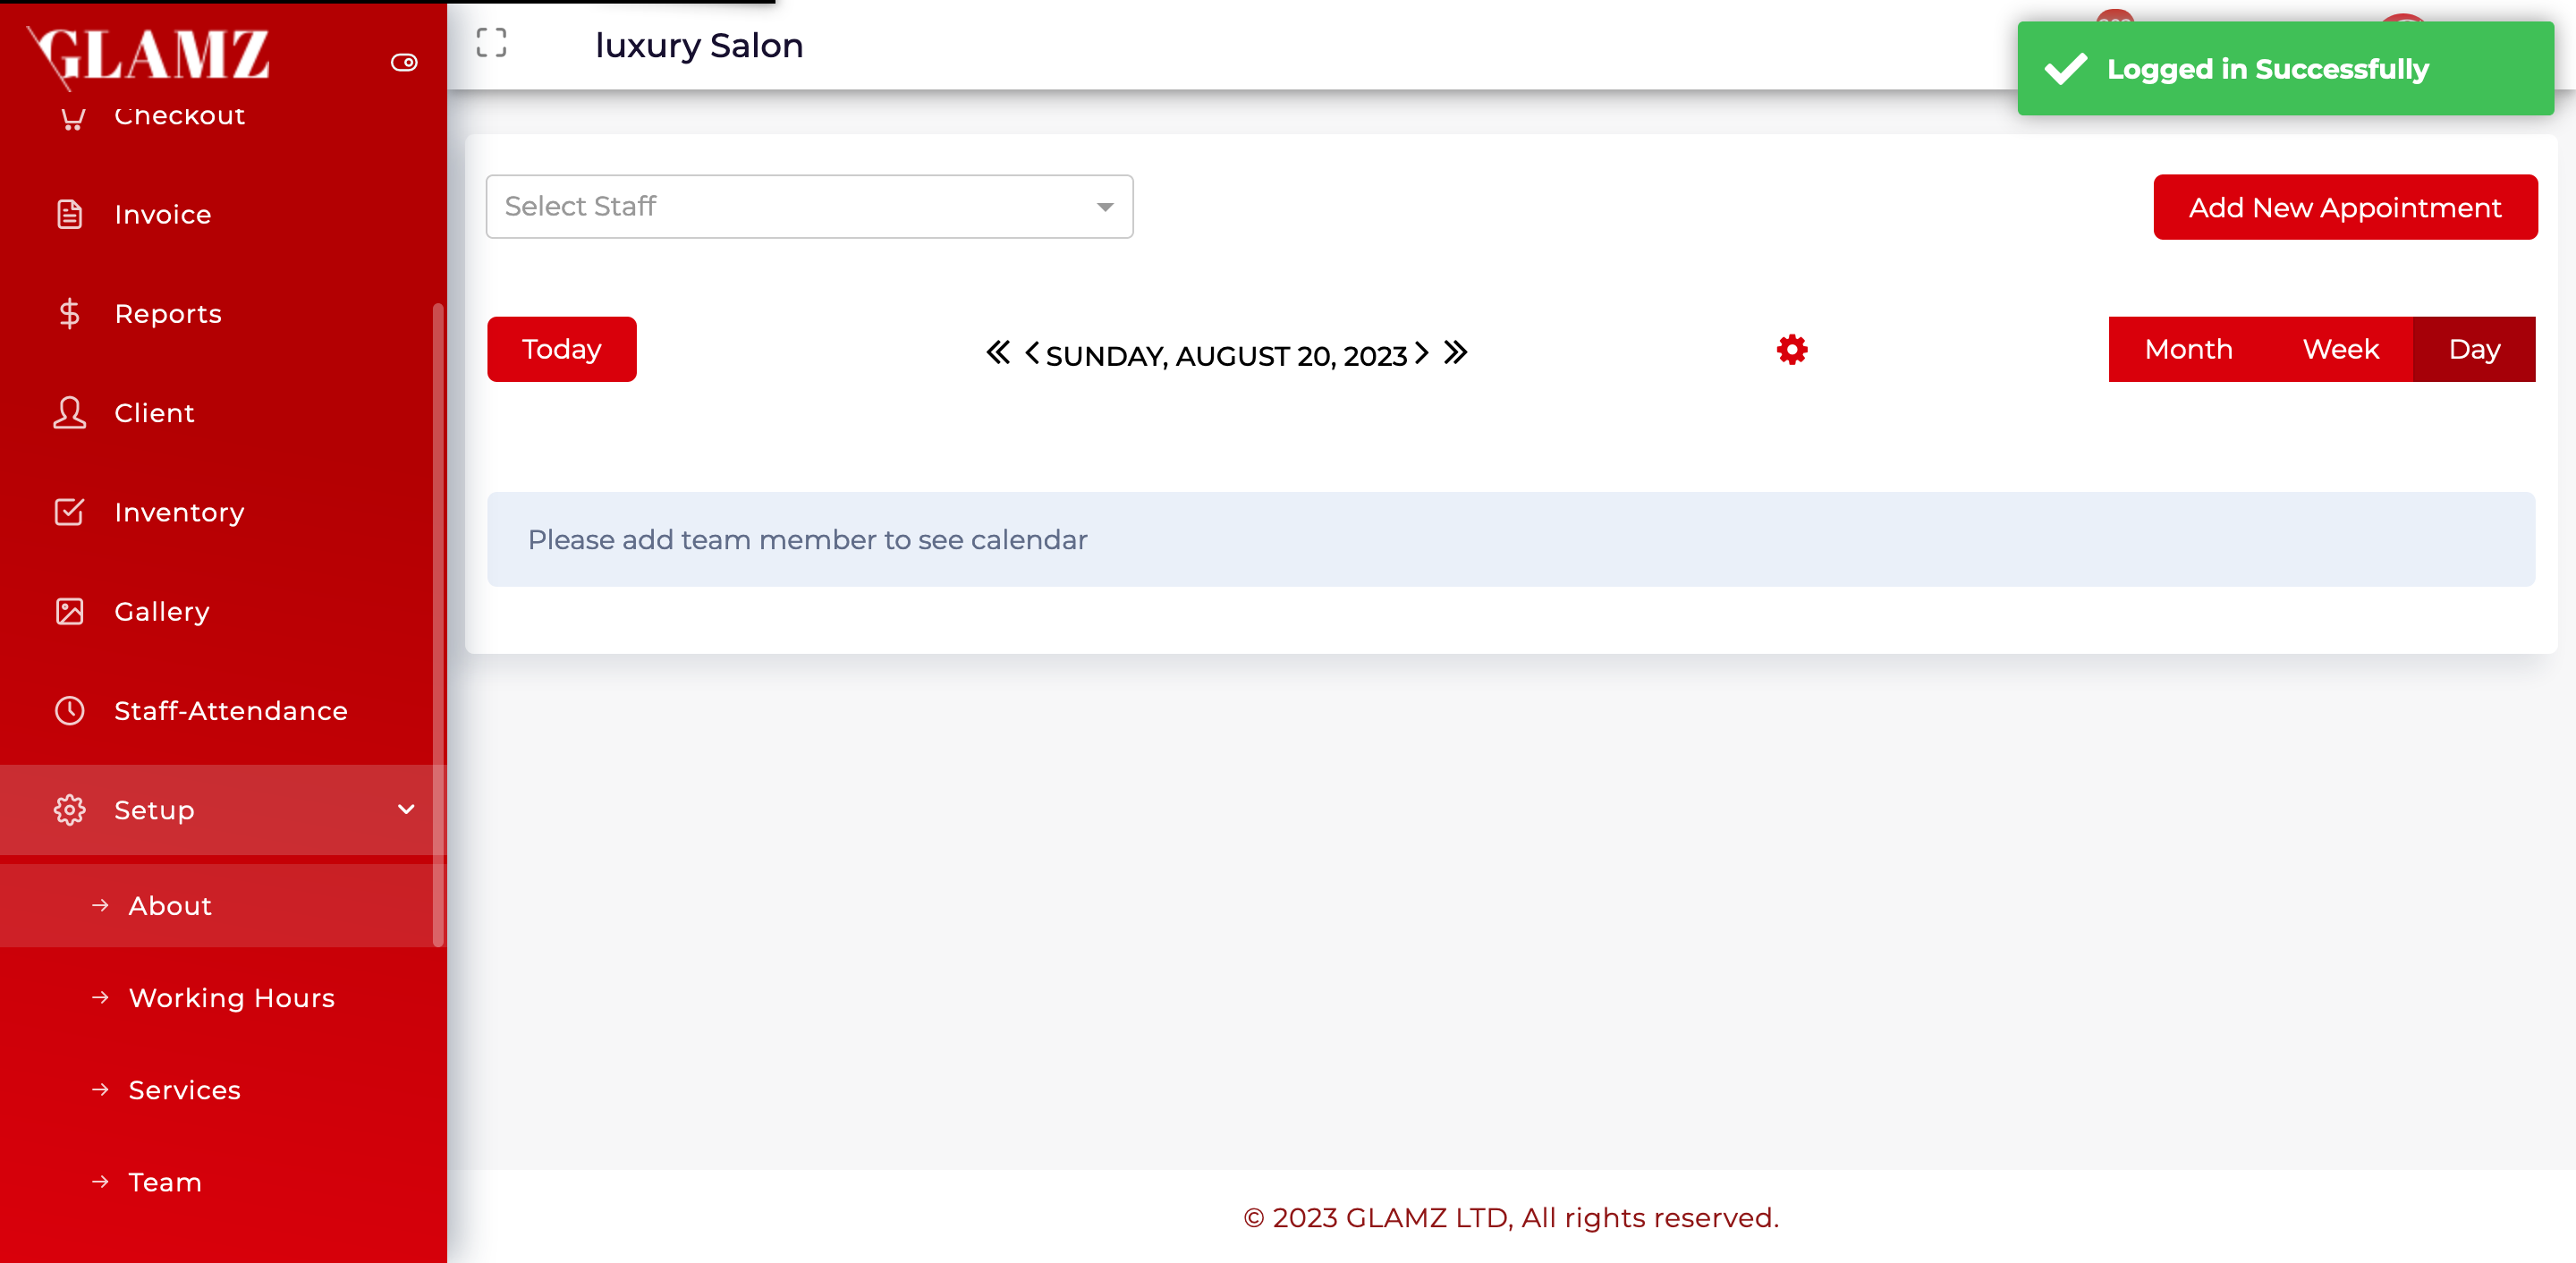 GLAMZ
luxury Salon
Logged in Successfully
Checkout
Invoice
Reports
Client
Inventory
Gallery
Staff-Attendance
Setup
About
Working Hours
Services
Team
Select Staff
Add New Appointment
Today
SUNDAY, AUGUST 20, 2023
Month
Week
Day
Please add team member to see calendar
© 2023 GLAMZ LTD, All rights reserved.